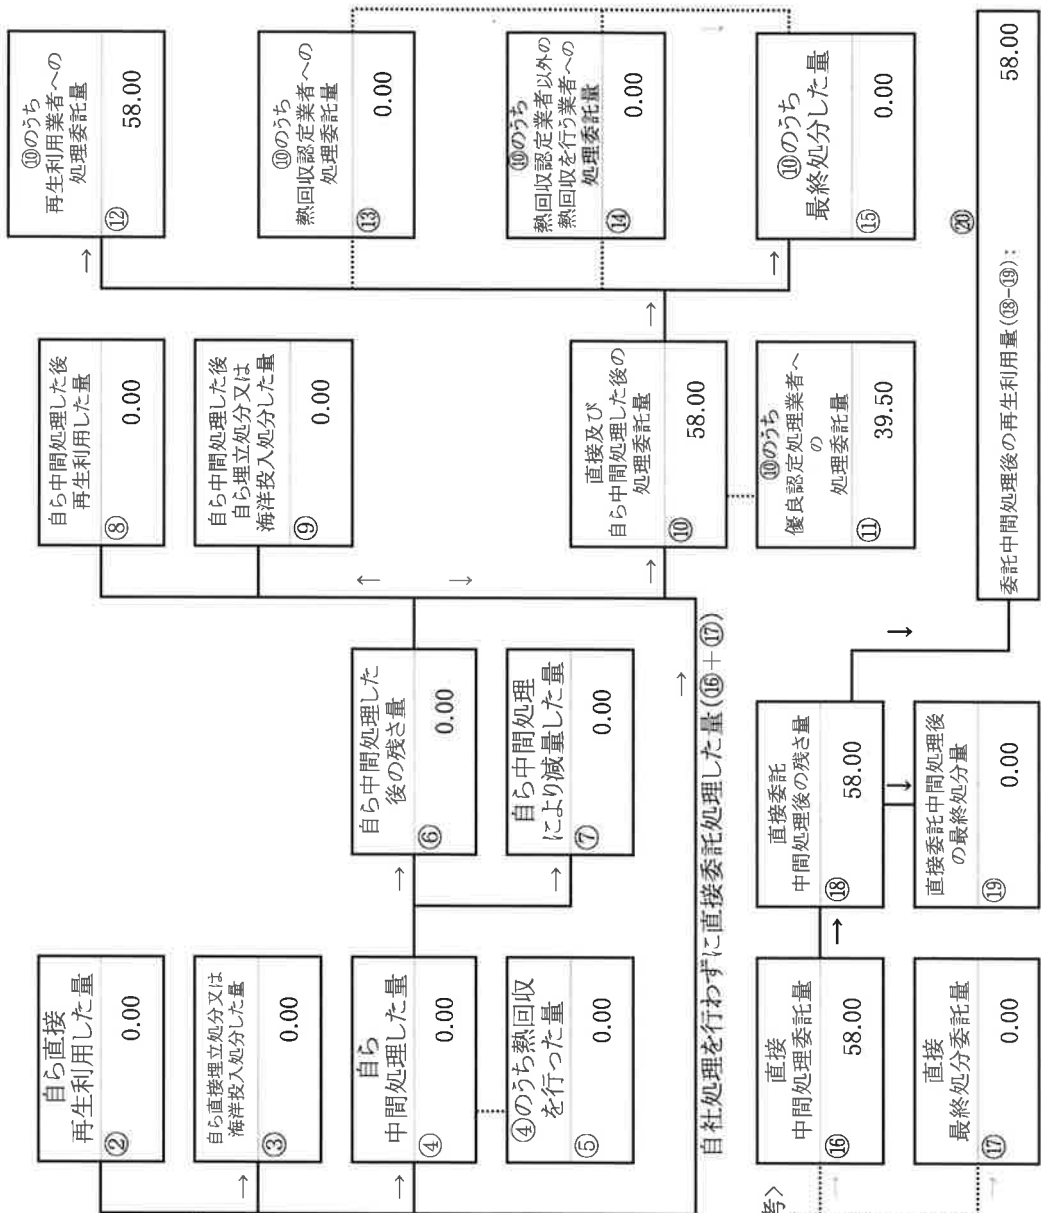 自ら直接
再生利用した量
②
0.00
自ら直接埋立処分又は
海洋投入処分した量
③
0.00
自ら
中間処理した量
④
0.00
④のうち熱回収
を行った量
⑤
0.00
自ら中間処理した
後の残さ量
⑥
0.00
自ら中間処理
により減量した量
⑦
0.00
自ら中間処理した後
再生利用した量
⑧
0.00
自ら中間処理した後
自ら埋立処分又は
海洋投入処分した量
⑨
0.00
直接及び
自ら中間処理した後の
処理委託量
⑩
58.00
⑩のうち
優良認定処理業者へ
の
処理委託量
⑪
39.50
⑩のうち
再生利用業者への
処理委託量
⑫
58.00
⑩のうち
熱回収認定業者への
処理委託量
⑬
0.00
⑩のうち
熱回収認定業者以外の
熱回収を行う業者への
処理委託量
⑭
0.00
⑩のうち
最終処分した量
⑮
0.00
自社処理を行わずに直接委託処理した量(⑯+⑰)
考>
直接
中間処理委託量
⑯
58.00
直接
最終処分委託量
⑰
0.00
直接委託
中間処理後の残さ量
⑱
58.00
直接委託中間処理後
の最終処分量
⑲
0.00
⑳
委託中間処理後の再生利用量(⑱-⑲):
58.00